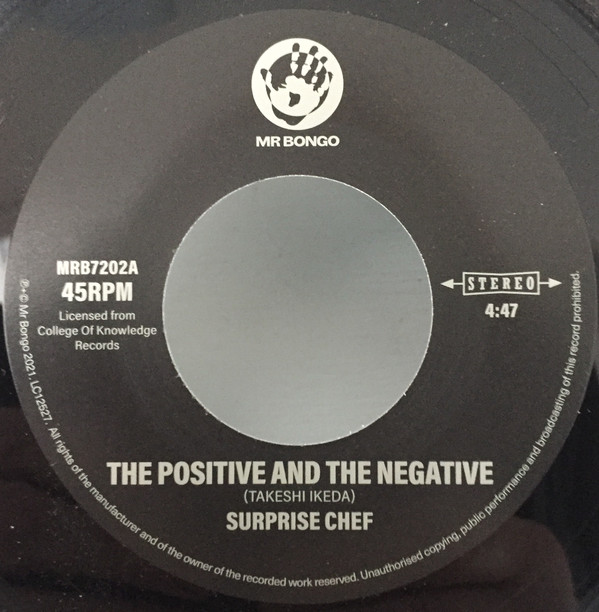 MR BONGO
MRB7202A
45RPM
Licensed from
College Of Knowledge
Records
STEREO
4:47
THE POSITIVE AND THE NEGATIVE
(TAKESHI IKEDA)
SURPRISE CHEF
℗+© Mr Bongo 2021. LC12527. All rights of the manufacturer and of the owner of the recorded work reserved. Unauthorised copying, public performance and broadcasting of this record prohibited.